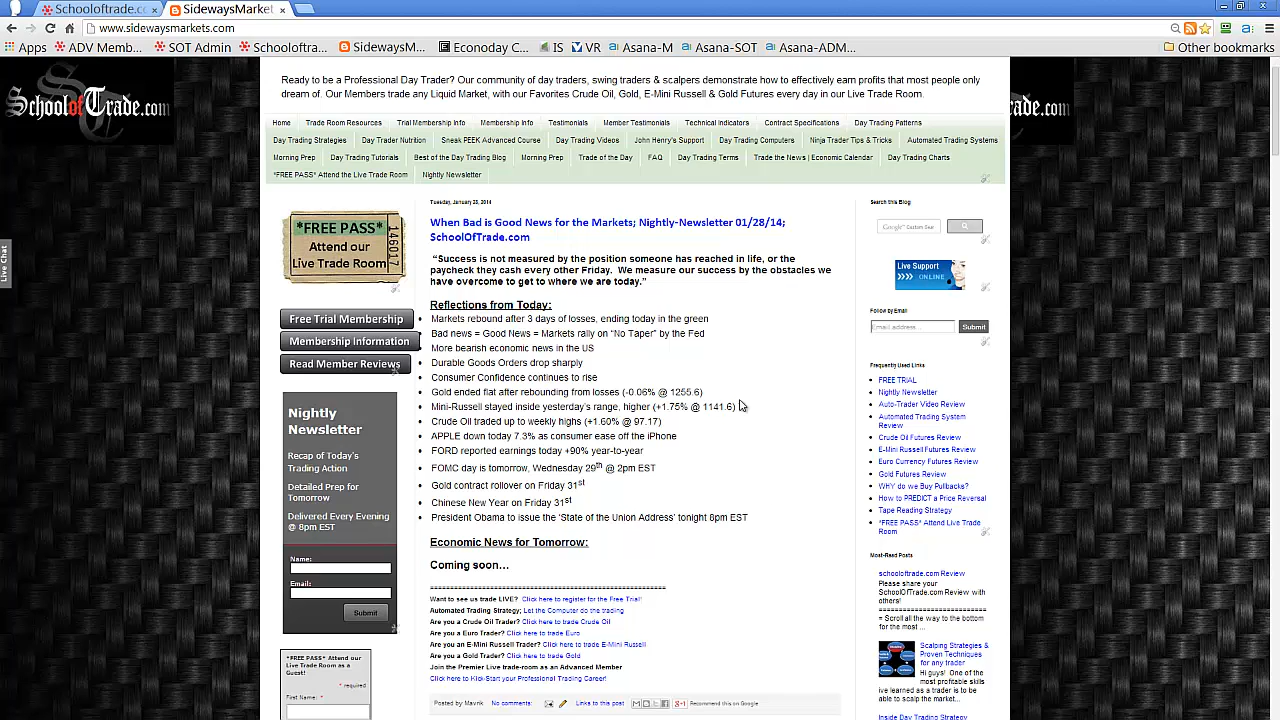 Schooloftrade.c...
SidewaysMarket
www.sidewaysmarkets.com
Apps
ADV Memb...
SOT Admin
Schooloftra...
SidewaysM...
Econoday C...
IS
VR
Asana-M
Asana-SOT
Asana-ADM...
Other bookmarks
SchoolofTrade.com
de.com
Ready to be a Professional Day Trader? Our community of day traders, swing traders & scalpers demonstrate how to effectively earn profits that most people only
dream of. Our Members trade any Liquid Market, with our Favorites Crude Oil, Gold, E-Mini Russell & Gold Futures every day in our Live Trade Room.
Home Trade Room Resources Trial Membership Info Membership Info Testimonials Member Testimonials Technical Indicators Contract Specifications Day Trading Patterns
Day Trading Strategies Day Trader Nutrition Sneak PEEK Advanced Course Day Trading Videos John Henry's Support Day Trading Computers Ninja Trader Tips & Tricks Automated Trading Systems
Morning Prep Day Trading Tutorials Best of the Day Trading Blog Morning Prep Trade of the Day FAQ Day Trading Terms Trade the News | Economic Calendar Day Trading Charts
*FREE PASS* Attend the Live Trade Room Nightly Newsletter
Live Chat
*FREE PASS*
Attend our
Live Trade Room
146017
Free Trial Membership
Membership Information
Read Member Reviews
Nightly
Newsletter
Recap of Today's
Trading Action
Detailed Prep for
Tomorrow
Delivered Every Evening
@ 8pm EST
Name:
Email:
Submit
*FREE PASS* Attend our
Live Trade Room as a
Guest!
* required
First Name: *
Tuesday, January 28, 2014
When Bad is Good News for the Markets; Nightly-Newsletter 01/28/14;
SchoolOfTrade.com
“Success is not measured by the position someone has reached in life, or the
paycheck they cash every other Friday. We measure our success by the obstacles we
have overcome to get to where we are today.”
Reflections from Today:
Markets rebound after 3 days of losses, ending today in the green
Bad news = Good News = Markets rally on “No Taper” by the Fed
More bearish economic news in the US
Durable Goods Orders drop sharply
Consumer Confidence continues to rise
Gold ended flat after rebounding from losses (-0.06% @ 1255.6)
Mini-Russell stayed inside yesterday's range, higher (+1.75% @ 1141.6)
Crude Oil traded up to weekly highs (+1.60% @ 97.17)
APPLE down today 7.3% as consumer ease off the iPhone
FORD reported earnings today +90% year-to-year
FOMC day is tomorrow, Wednesday 29th @ 2pm EST
Gold contract rollover on Friday 31st
Chinese New Year on Friday 31st
President Obama to issue the ‘State of the Union Address’ tonight 8pm EST
Economic News for Tomorrow:
Coming soon…
Want to see us trade LIVE? Click here to register for the Free Trial!
Automated Trading Strategy; Let the Computer do the trading
Are you a Crude Oil Trader? Click here to trade Crude Oil
Are you a Euro Trader? Click here to trade Euro
Are you an E-Mini Russell Trader? Click here to trade E-Mini Russell
Are you a Gold Trader? Click here to trade Gold
Join the Premier Live trade-room as an Advanced Member
Click here to Kick-Start your Professional Trading Career!
Posted by Mavrik No comments: Links to this post
Recommend this on Google
Search this Blog
Google™ Custom Sea
Live Support
ONLINE
Follow by Email
Email address...
Submit
Frequently Used Links
FREE TRIAL
Nightly Newsletter
Auto-Trader Video Review
Automated Trading System
Review
Crude Oil Futures Review
E-Mini Russell Futures Review
Euro Currency Futures Review
Gold Futures Review
WHY do we Buy Pullbacks?
How to PREDICT a Price Reversal
Tape Reading Strategy
*FREE PASS* Attend Live Trade
Room
Most-Read Posts
schooloftrade.com Review
Please share your
SchoolOfTrade.com Review with
others!
= Scroll all the way to the
bottom for the most ...
Scalping Strategies &
Proven Techniques
for any trader
Hi guys! One of the
most profitable skills
ive learned as a trader is to be
able to scalp the market...
Inside Day Trading Strategy